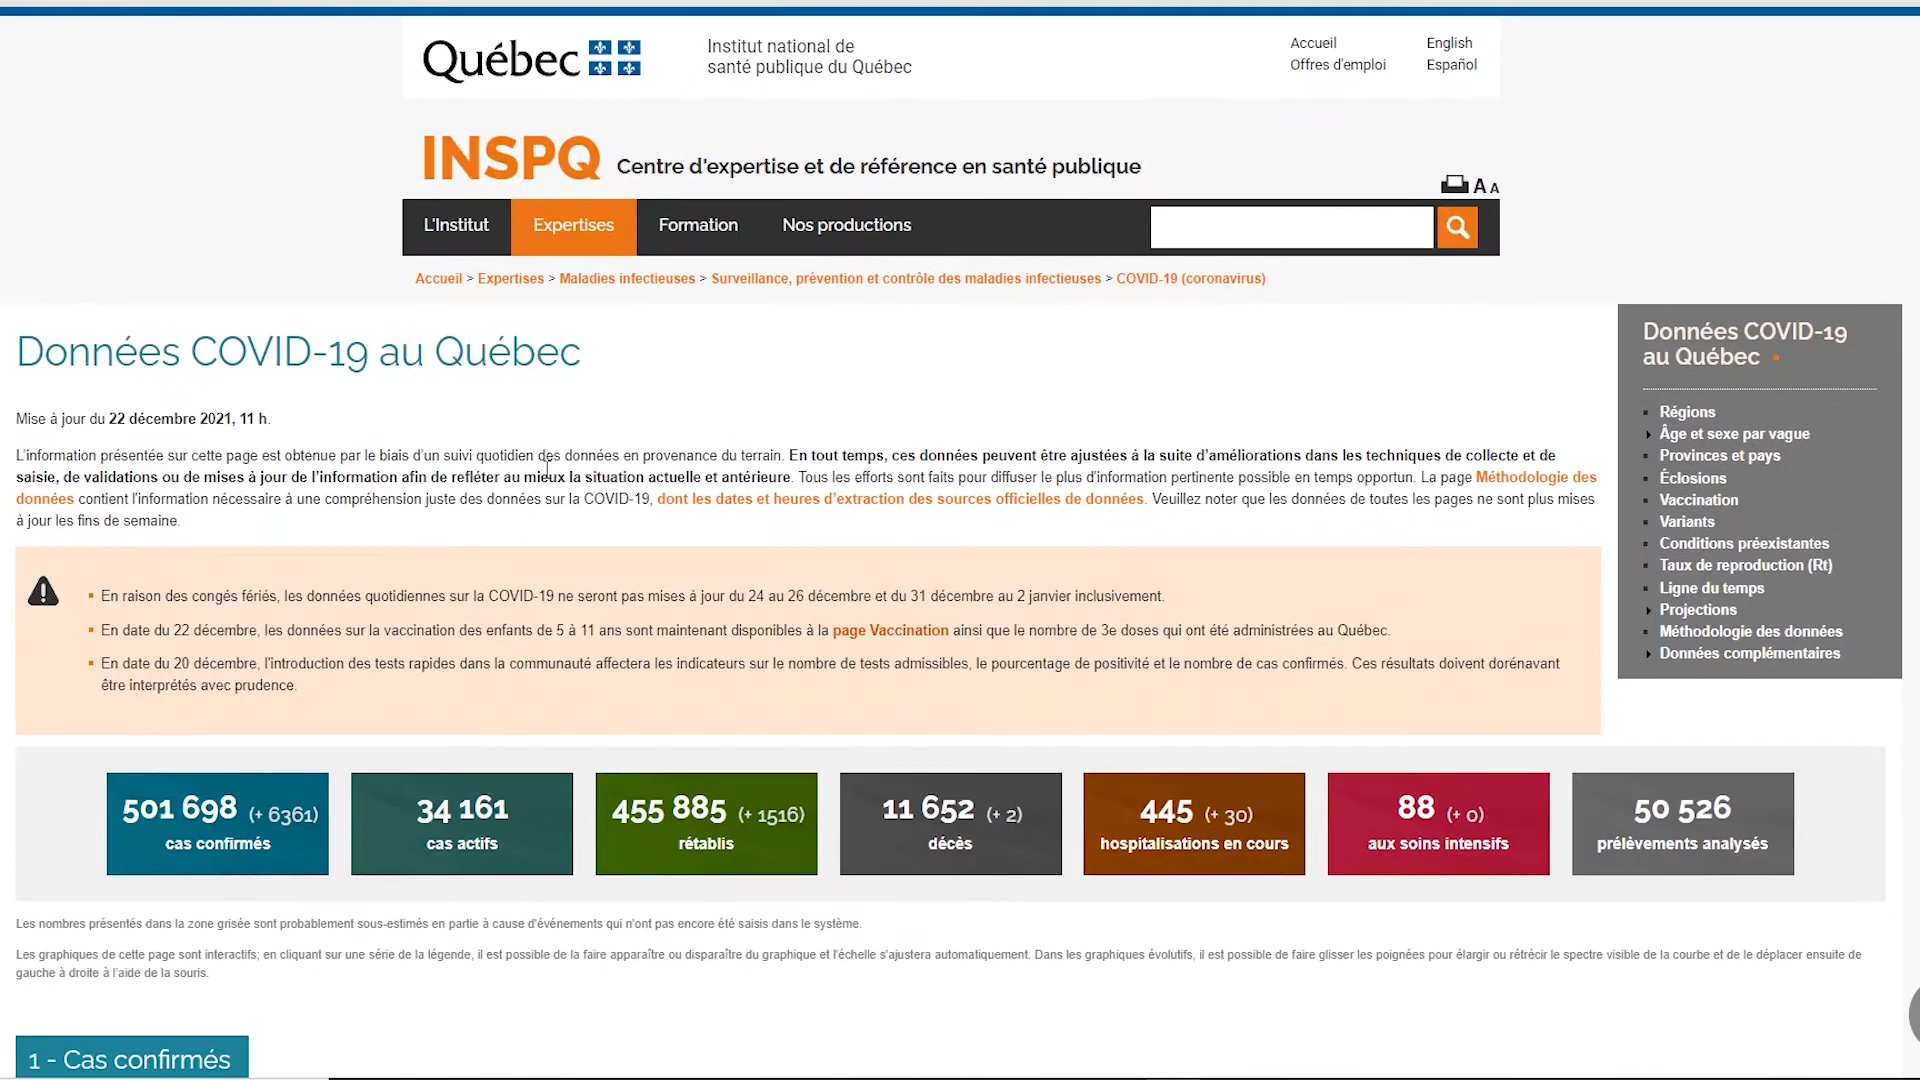 Québec
Institut national de
santé publique du Québec
Accueil
English
Offres d'emploi
Español
INSPQ Centre d'expertise et de référence en santé publique
A A
L'Institut Expertises Formation Nos productions
Accueil > Expertises > Maladies infectieuses > Surveillance, prévention et contrôle des maladies infectieuses > COVID-19 (coronavirus)
Données COVID-19 au Québec
Mise à jour du 22 décembre 2021, 11 h.
L'information présentée sur cette page est obtenue par le biais d'un suivi quotidien des données en provenance du terrain. En tout temps, ces données peuvent être ajustées à la suite d'améliorations dans les techniques de collecte et de
saisie, de validations ou de mises à jour de l'information afin de refléter au mieux la situation actuelle et antérieure. Tous les efforts sont faits pour diffuser le plus d'information pertinente possible en temps opportun. La page Méthodologie des
données contient l'information nécessaire à une compréhension juste des données sur la COVID-19, dont les dates et heures d'extraction des sources officielles de données. Veuillez noter que les données de toutes les pages ne sont plus mises
à jour les fins de semaine.
En raison des congés fériés, les données quotidiennes sur la COVID-19 ne seront pas mises à jour du 24 au 26 décembre et du 31 décembre au 2 janvier inclusivement.
En date du 22 décembre, les données sur la vaccination des enfants de 5 à 11 ans sont maintenant disponibles à la page Vaccination ainsi que le nombre de 3e doses qui ont été administrées au Québec.
En date du 20 décembre, l'introduction des tests rapides dans la communauté affectera les indicateurs sur le nombre de tests admissibles, le pourcentage de positivité et le nombre de cas confirmés. Ces résultats doivent dorénavant
être interprétés avec prudence.
Données COVID-19
au Québec
Régions
Âge et sexe par vague
Provinces et pays
Éclosions
Vaccination
Variants
Conditions préexistantes
Taux de reproduction (Rt)
Ligne du temps
Projections
Méthodologie des données
Données complémentaires
501 698 (+ 6361)
cas confirmés
34 161
cas actifs
455 885 (+ 1516)
rétablis
11 652 (+ 2)
décès
445 (+ 30)
hospitalisations en cours
88 (+ 0)
aux soins intensifs
50 526
prélèvements analysés
Les nombres présentés dans la zone grisée sont probablement sous-estimés en partie à cause d'événements qui n'ont pas encore été saisis dans le système.
Les graphiques de cette page sont interactifs; en cliquant sur une série de la légende, il est possible de la faire apparaître ou disparaître du graphique et l'échelle s'ajustera automatiquement. Dans les graphiques évolutifs, il est possible de faire glisser les poignées pour élargir ou rétrécir le spectre visible de la courbe et de le déplacer ensuite de
gauche à droite à l'aide de la souris.
1 - Cas confirmés